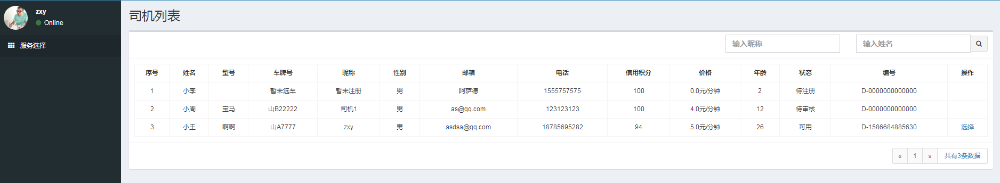 zxy
Online
服务选择
司机列表
输入昵称 输入姓名
序号 姓名 型号 车牌号 昵称 性别 邮箱 电话 信用积分 价格 年龄 状态 编号 操作
1 小李 暂未选车 暂未注册 男 阿萨德 1555757575 100 0.0元/分钟 2 待注册 D-0000000000000
2 小周 宝马 山B22222 司机1 男 as@qq.com 123123123 100 4.0元/分钟 12 待审核 D-0000000000000
3 小王 啊啊 山A7777 zxy 男 asdsa@qq.com 18785695282 94 5.0元/分钟 26 可用 D-1586684885630 选择
« 1 » 共有3条数据